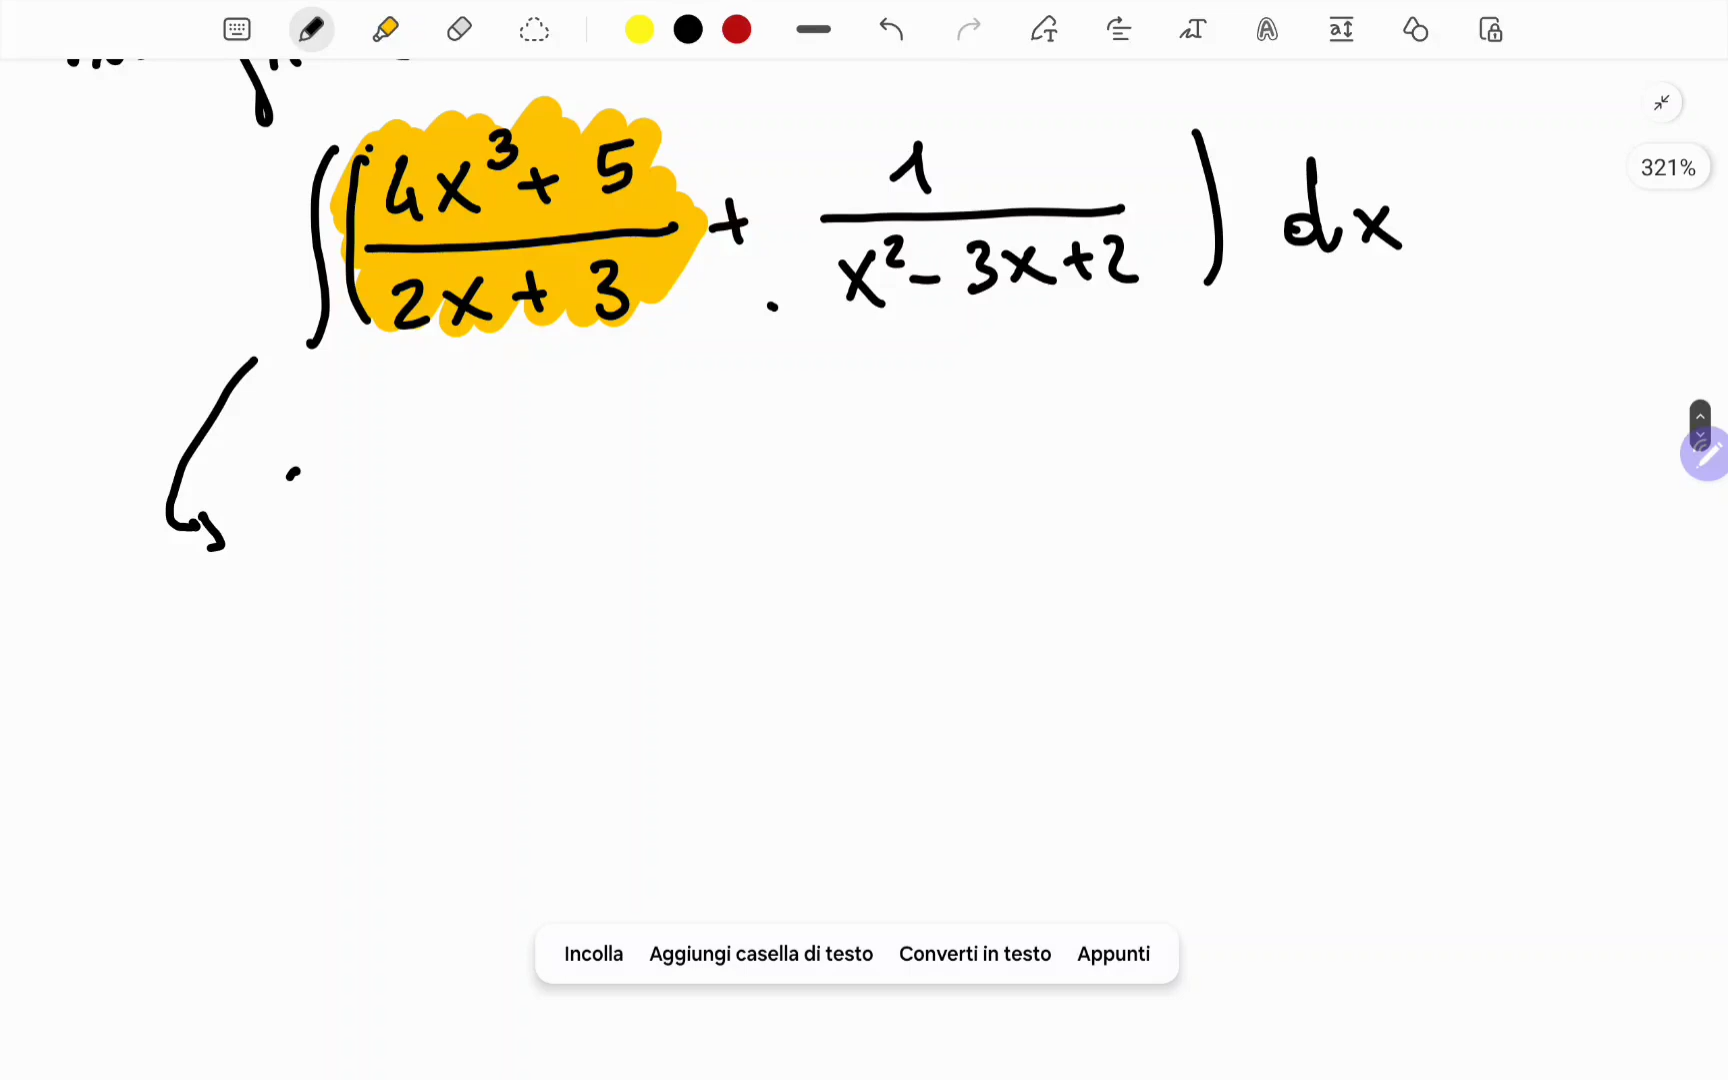 321%
∫ ( (4x³ + 5)/(2x + 3) + 1/(x² - 3x + 2) ) dx
Incolla Aggiungi casella di testo Converti in testo Appunti